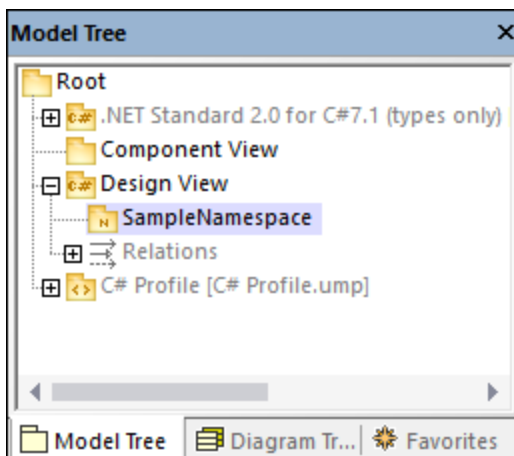 Model Tree
Root
.NET Standard 2.0 for C#7.1 (types only)
Component View
Design View
SampleNamespace
Relations
C# Profile [C# Profile.ump]
Model Tree Diagram Tr... Favorites